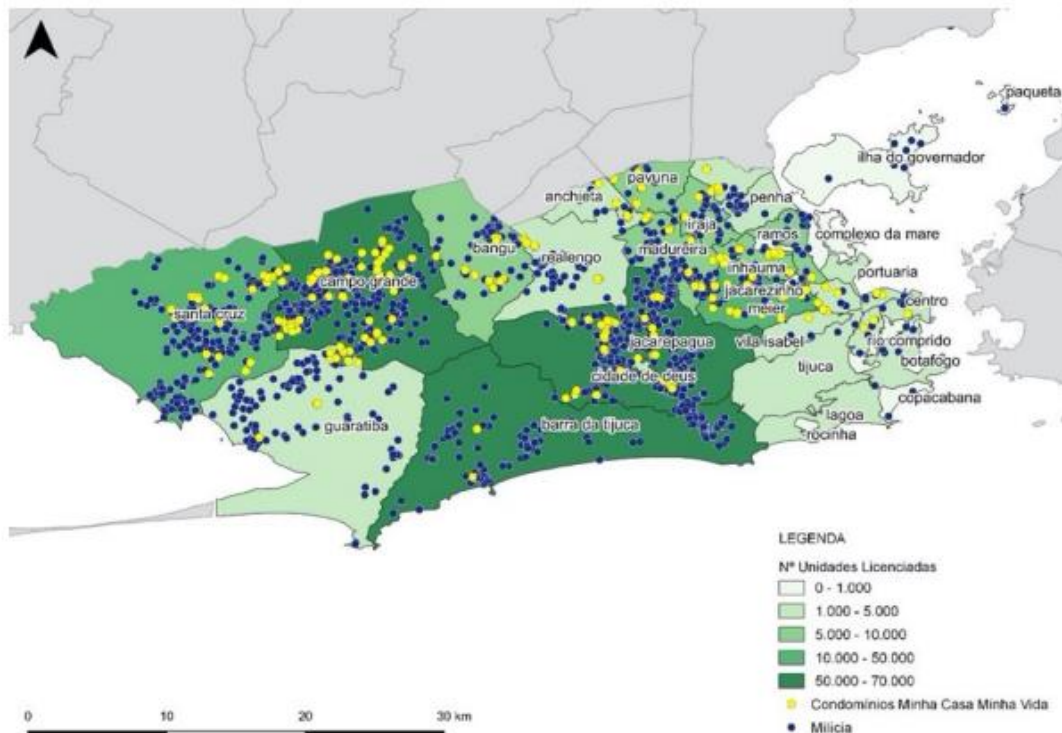 paqueta
ilha do governador
pavuna
anchieta
penha
iraja
ramos
complexo da mare
madureira
bangu
realengo
inhauma
portuaria
campo grande
jacarezinho
centro
meier
santa cruz
jacarepagua
vila isabel
rio comprido
botafogo
tijuca
cidade de deus
copacabana
lagoa
guaratiba
barra da tijuca
rocinha
LEGENDA
Nº Unidades Licenciadas
0 - 1.000
1.000 - 5.000
5.000 - 10.000
10.000 - 50.000
50.000 - 70.000
Condomínios Minha Casa Minha Vida
Milícia
0 10 20 30 km